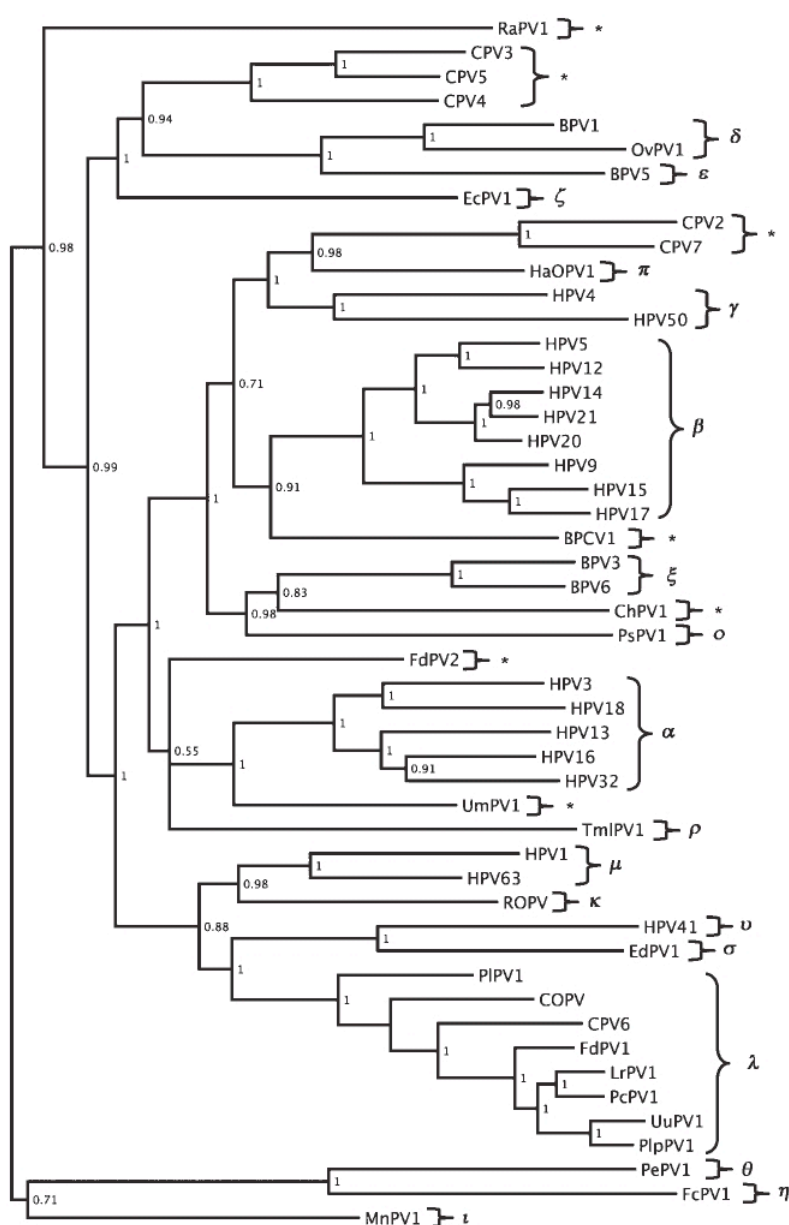 RaPV1 *
CPV3
1
CPV5 *
1
CPV4
0.94
BPV1
1
OvPV1 δ
1
1
BPV5 ε
EcPV1 ζ
CPV2
1
CPV7 *
0.98
0.98
HaOPV1 π
1
HPV4
1
HPV50 γ
HPV5
1
HPV12
0.71
1
HPV14
0.98
HPV21
1
HPV20
β
1
HPV9
0.99
1
HPV15
0.91
1
HPV17
1
BPCV1 *
BPV3
1
BPV6 ξ
0.83
ChPV1 *
0.98
PsPV1 ο
1
FdPV2 *
HPV3
1
HPV18
1
HPV13 α
0.55
1
HPV16
1
0.91
HPV32
1
UmPV1 *
TmlPV1 ρ
HPV1
1
HPV63 μ
0.98
ROPV κ
0.88
HPV41 υ
1
EdPV1 σ
1
PlPV1
1
COPV
CPV6
1
FdPV1
λ
1
LrPV1
1
PcPV1
1
UuPV1
1
PlpPV1
PePV1 θ
1
FcPV1 η
0.71
MnPV1 ι